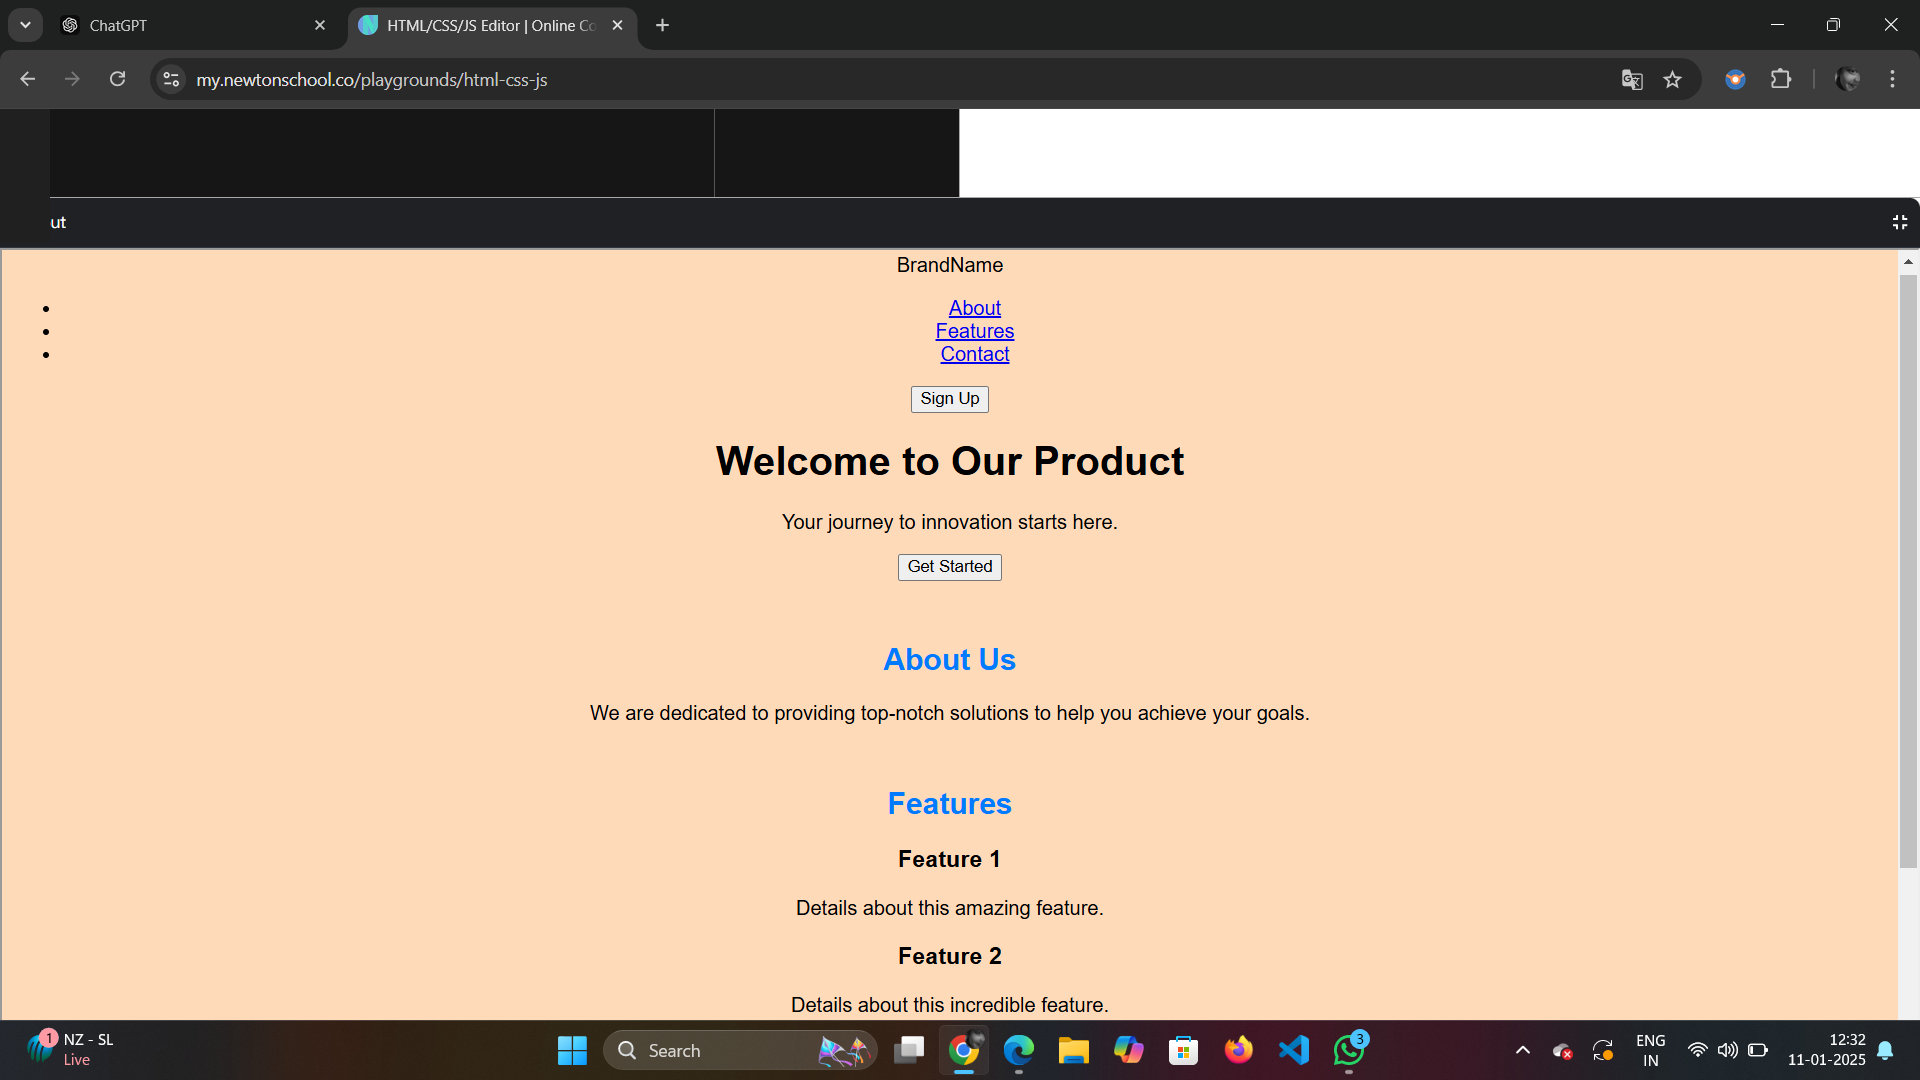 ChatGPT
HTML/CSS/JS Editor | Online Co
my.newtonschool.co/playgrounds/html-css-js
ut
BrandName
About
Features
Contact
Sign Up
Welcome to Our Product
Your journey to innovation starts here.
Get Started
About Us
We are dedicated to providing top-notch solutions to help you achieve your goals.
Features
Feature 1
Details about this amazing feature.
Feature 2
Details about this incredible feature.
1
NZ - SL
Live
Search
3
ENG
IN
12:32
11-01-2025